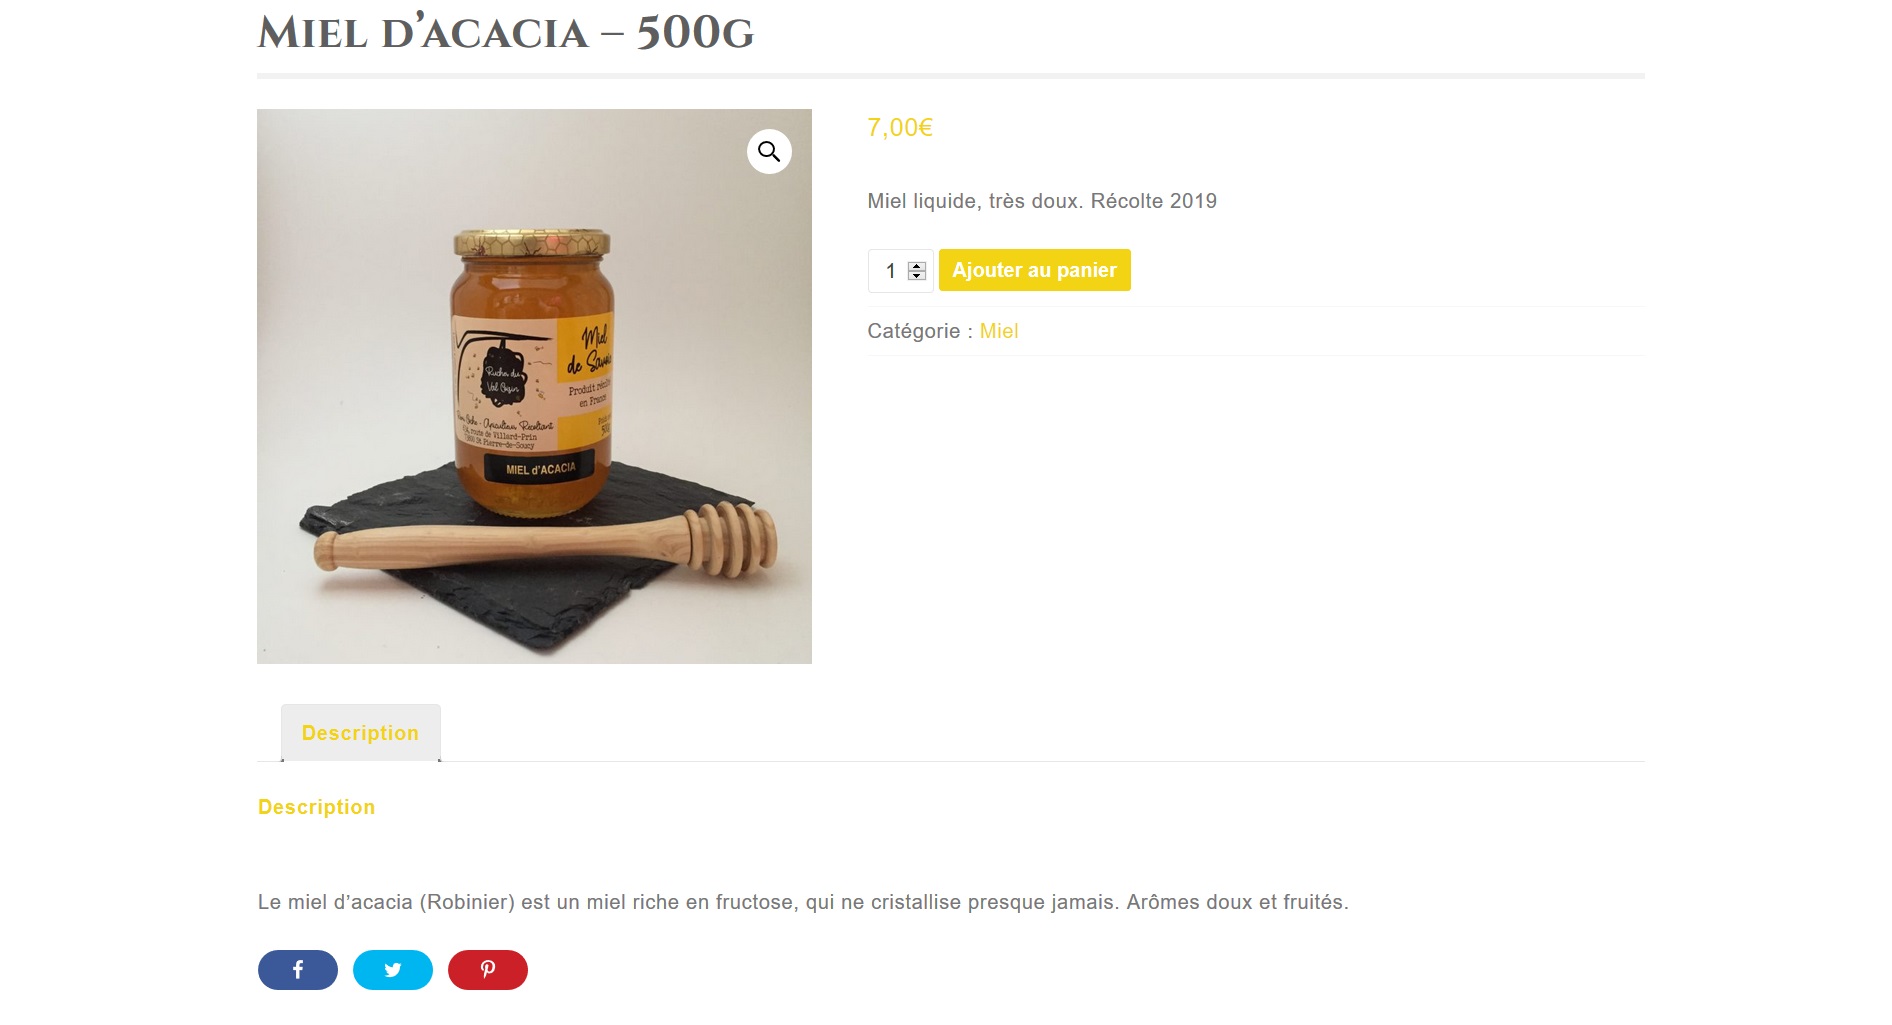 Miel d’acacia – 500g
7,00€
Miel liquide, très doux. Récolte 2019
1
Ajouter au panier
Catégorie : Miel
Miel
de Savoie
Ruches du
Val Gelon
Produit récolté
en France
Apiculteur Récoltant
route de Villard-Prin
St Pierre-de-Soucy
MIEL d'ACACIA
Description
Description
Le miel d’acacia (Robinier) est un miel riche en fructose, qui ne cristallise presque jamais. Arômes doux et fruités.